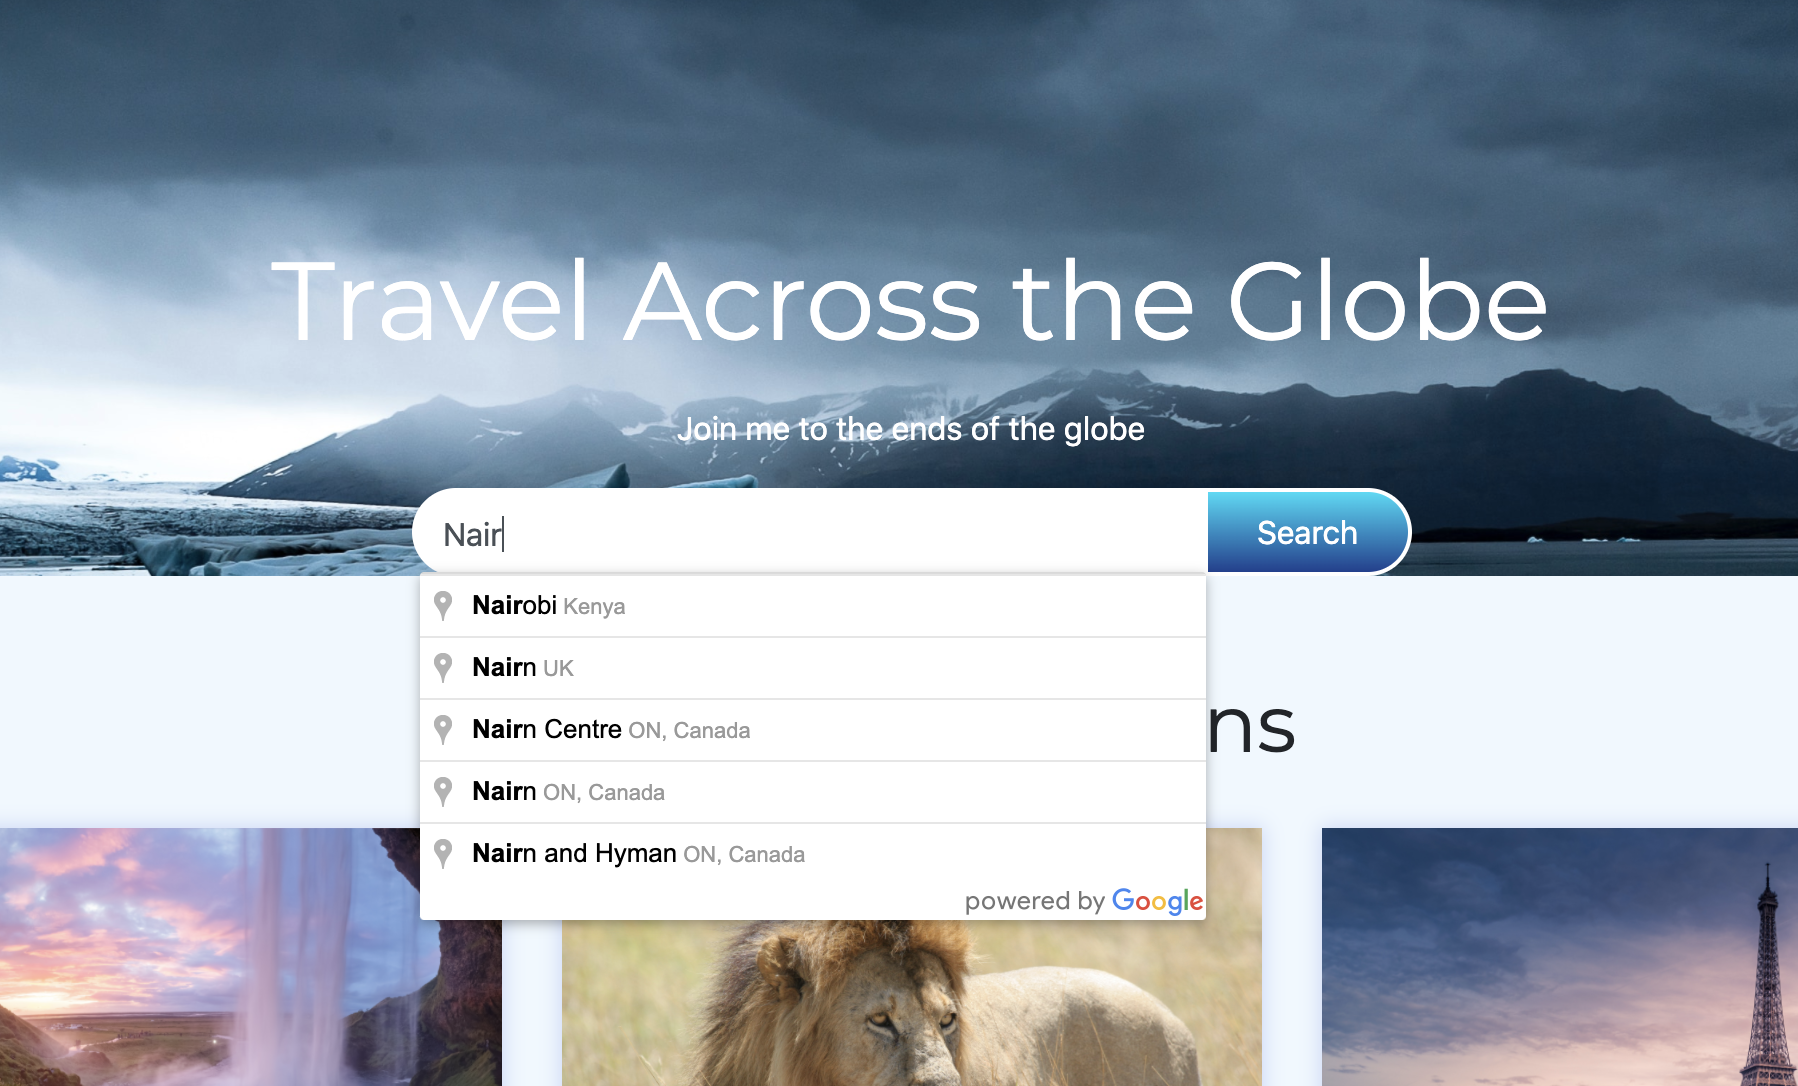 Travel Across the Globe
Join me to the ends of the globe
Nair
Search
Nairobi Kenya
Nairn UK
Nairn Centre ON, Canada
ns
Nairn ON, Canada
Nairn and Hyman ON, Canada
powered by Google